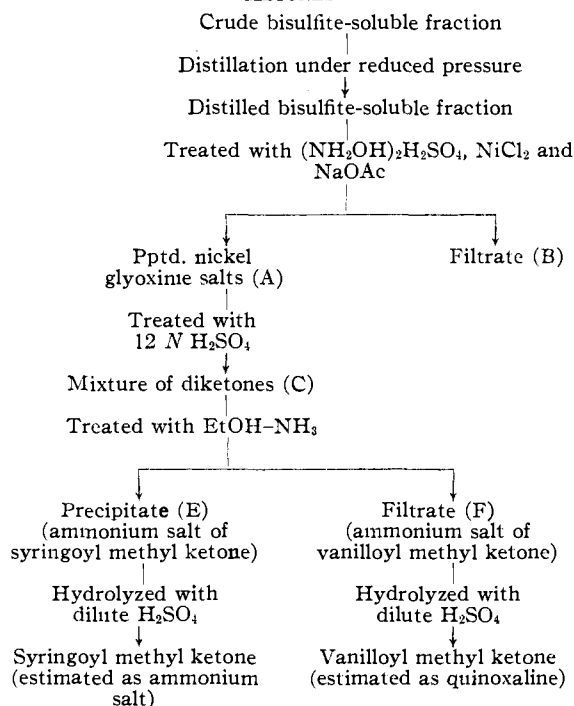 Crude bisulfite-soluble fraction
Distillation under reduced pressure
Distilled bisulfite-soluble fraction
Treated with (NH₂OH)₂H₂SO₄, NiCl₂ and
NaOAc
Pptd. nickel
glyoxime salts (A)
Filtrate (B)
Treated with
12 N H₂SO₄
Mixture of diketones (C)
Treated with EtOH–NH₃
Precipitate (E)
(ammonium salt of
syringoyl methyl ketone)
Filtrate (F)
(ammonium salt of
vanilloyl methyl ketone)
Hydrolyzed with
dilute H₂SO₄
Hydrolyzed with
dilute H₂SO₄
Syringoyl methyl ketone
(estimated as ammonium
salt)
Vanilloyl methyl ketone
(estimated as quinoxaline)